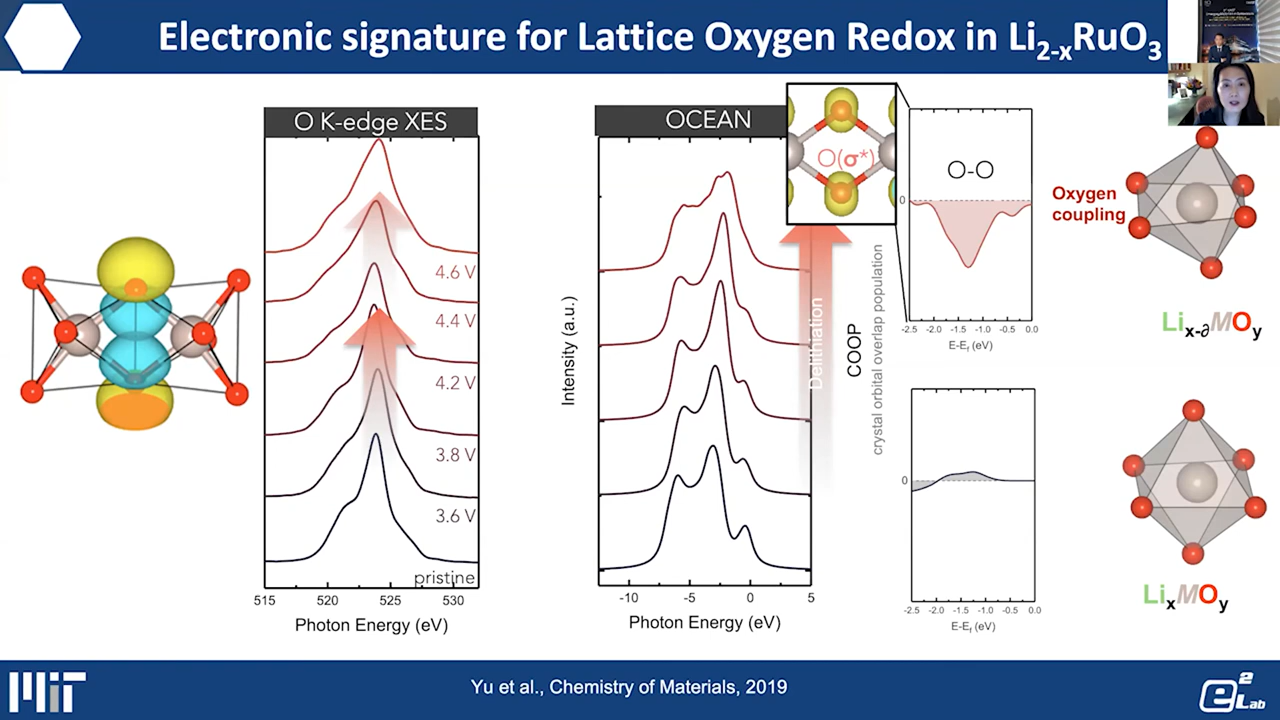 Electronic signature for Lattice Oxygen Redox in Li2-xRuO3
O K-edge XES
4.6 V
4.4 V
4.2 V
3.8 V
3.6 V
pristine
515 520 525 530
Photon Energy (eV)
OCEAN
Intensity (a.u.)
-10 -5 0 5
Photon Energy (eV)
Delithiation
O(σ*)
COOP
crystal orbital overlap population
O-O
0
-2.5 -2.0 -1.5 -1.0 -0.5 0.0
E-Ef (eV)
0
-2.5 -2.0 -1.5 -1.0 -0.5 0.0
E-Ef (eV)
Oxygen
coupling
Lix-∂MOy
LixMOy
MIT
Yu et al., Chemistry of Materials, 2019
e2Lab